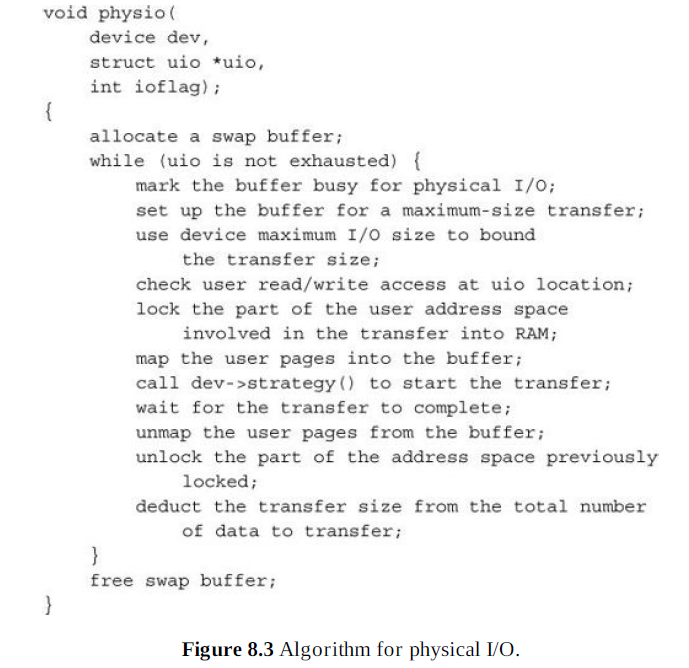 void physio(
    device dev,
    struct uio *uio,
    int ioflag);
{
    allocate a swap buffer;
    while (uio is not exhausted) {
        mark the buffer busy for physical I/O;
        set up the buffer for a maximum-size transfer;
        use device maximum I/O size to bound
            the transfer size;
        check user read/write access at uio location;
        lock the part of the user address space
            involved in the transfer into RAM;
        map the user pages into the buffer;
        call dev->strategy() to start the transfer;
        wait for the transfer to complete;
        unmap the user pages from the buffer;
        unlock the part of the address space previously
            locked;
        deduct the transfer size from the total number
            of data to transfer;
    }
    free swap buffer;
}
Figure 8.3 Algorithm for physical I/O.